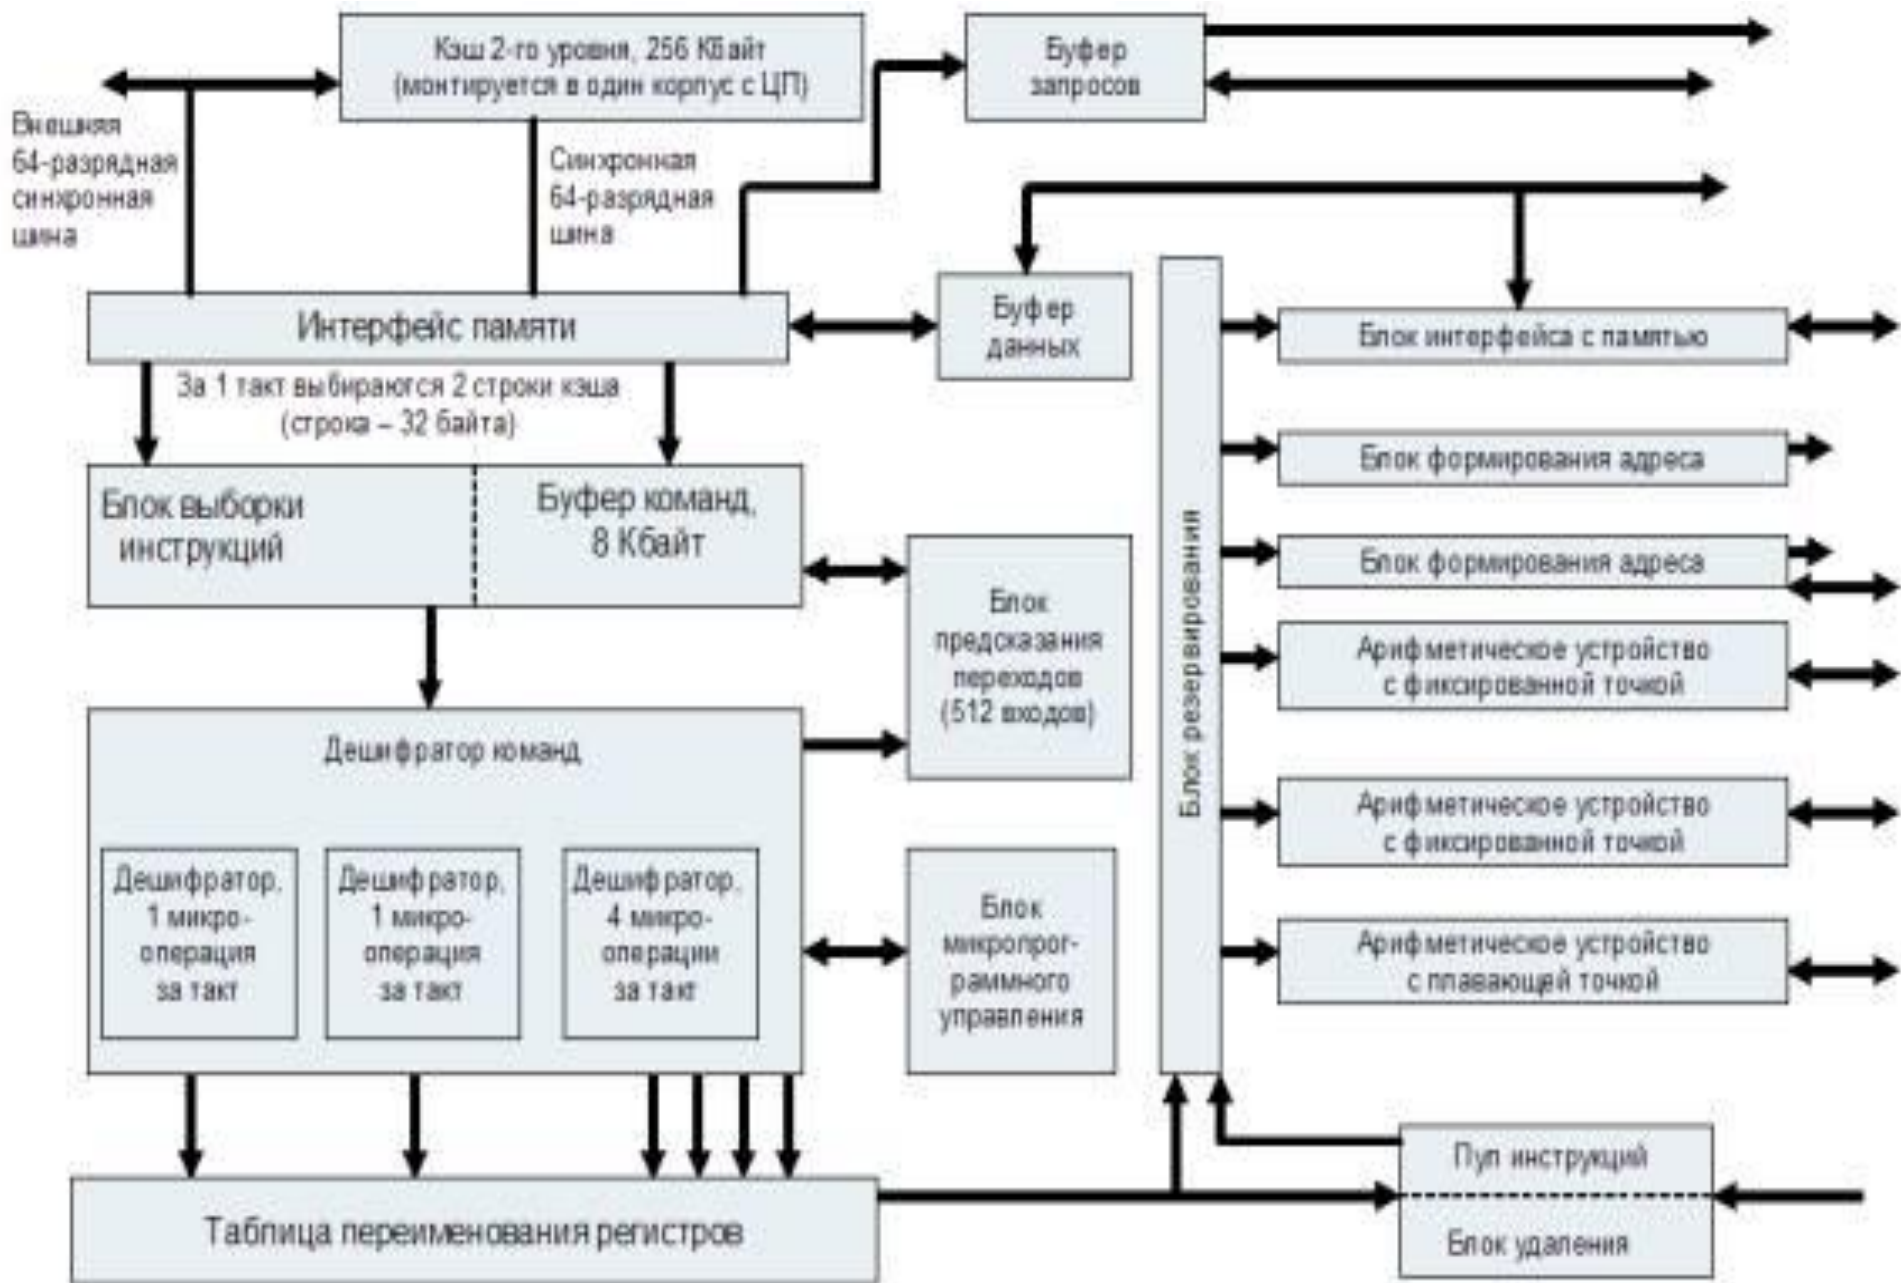 Кэш 2-го уровня, 256 Кбайт
(монтируется в один корпус с ЦП)
Буфер
запросов
Внешняя
64-разрядная
синхронная
шина
Синхронная
64-разрядная
шина
Интерфейс памяти
Буфер
данных
Блок интерфейса с памятью
За 1 такт выбираются 2 строки кэша
(строка – 32 байта)
Блок выборки
инструкций
Буфер команд,
8 Кбайт
Блок формирования адреса
Блок формирования адреса
Блок
предсказания
переходов
(512 входов)
Блок резервирования
Арифметическое устройство
с фиксированной точкой
Дешифратор команд
Арифметическое устройство
с фиксированной точкой
Дешифратор,
1 микро-
операция
за такт
Дешифратор,
1 микро-
операция
за такт
Дешифратор,
4 микро-
операции
за такт
Блок
микропрог-
раммного
управления
Арифметическое устройство
с плавающей точкой
Пул инструкций
Блок удаления
Таблица переименования регистров